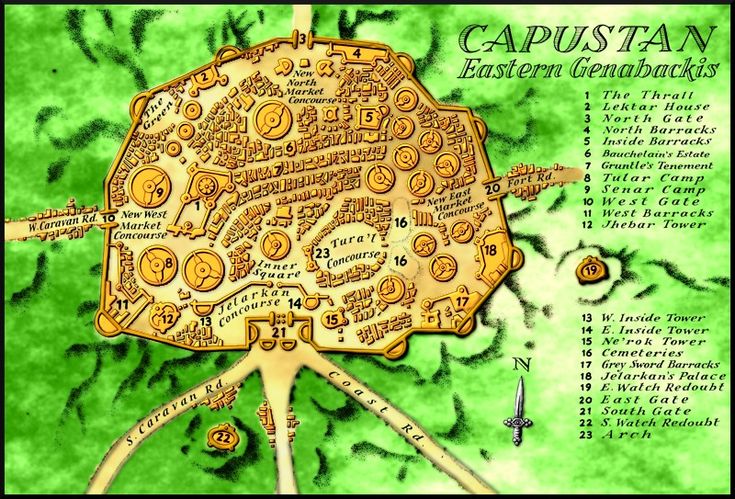 CAPUSTAN
Eastern Genabackis
1 The Thrall
2 Lektar House
3 North Gate
4 North Barracks
5 Inside Barracks
6 Bauchelain's Estate
7 Gruntle's Tenement
8 Tular Camp
9 Senar Camp
10 West Gate
11 West Barracks
12 Jhebar Tower
13 W. Inside Tower
14 E. Inside Tower
15 Ne'rok Tower
16 Cemeteries
17 Grey Sword Barracks
18 Jelarkan's Palace
19 E. Watch Redoubt
20 East Gate
21 South Gate
22 S. Watch Redoubt
23 Arch
N
3
4
2
New
North
Market
Concourse
The
Green
5
6
7
9
1
20
Fort Rd.
W. Caravan Rd.
10
New West
Market
Concourse
New East
Market
Concourse
16
Tura'l
23
Concourse
16
8
Inner
Square
18
19
Jelarkan
Concourse
14
11
12
13
15
17
21
S. Caravan Rd.
Coast Rd.
22